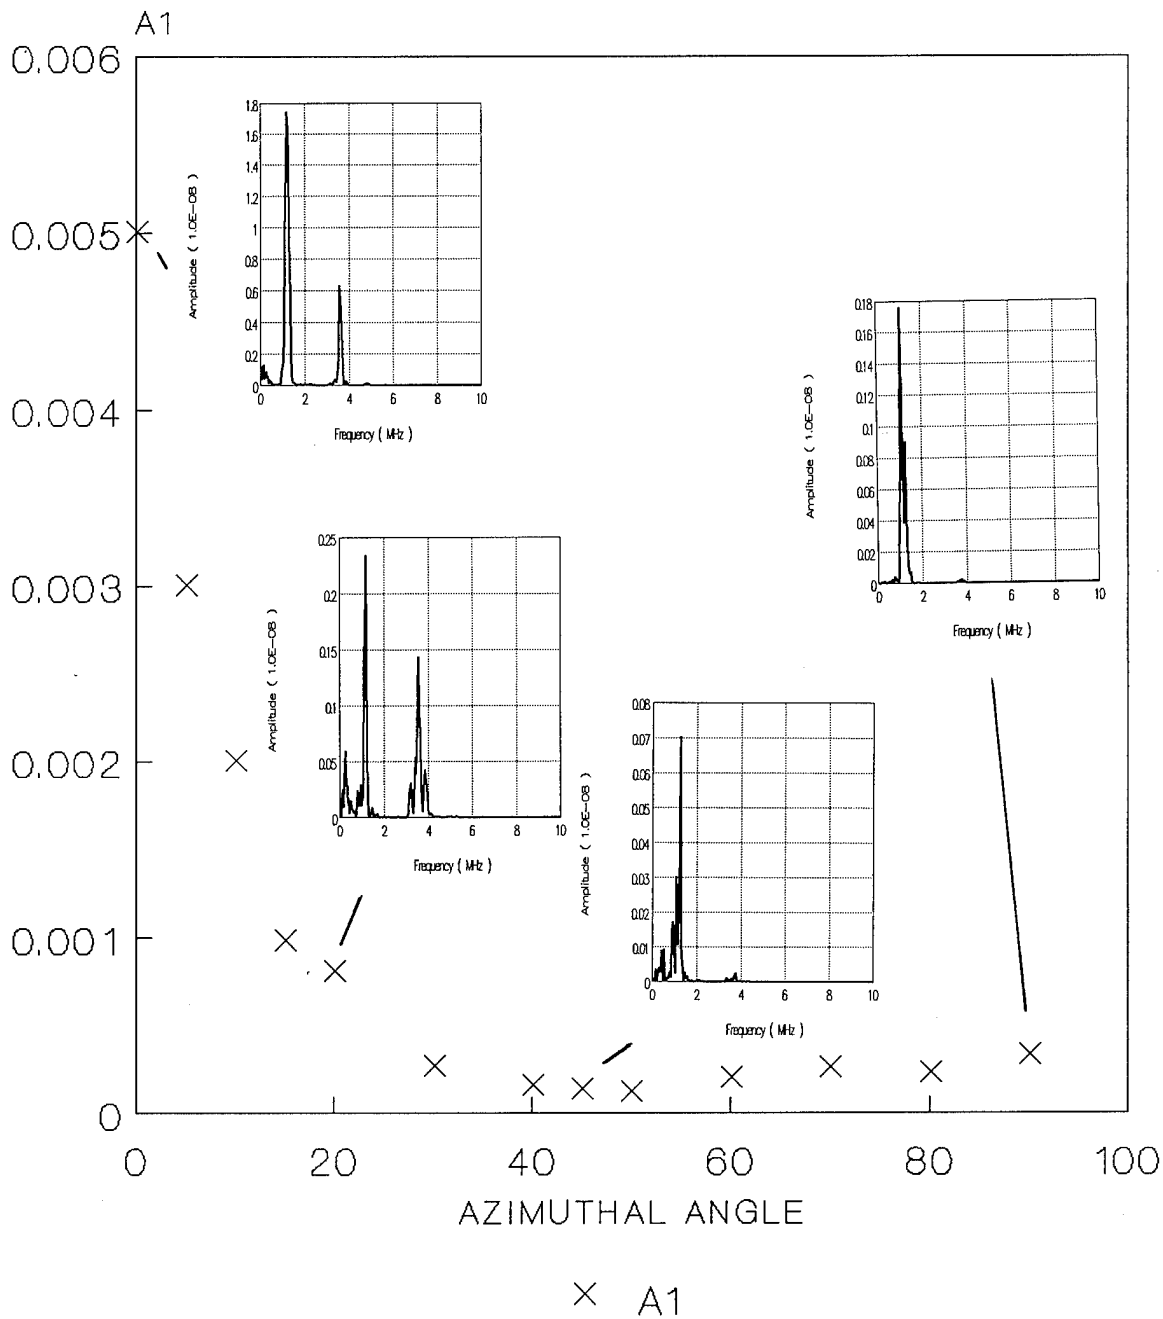 A1
0.006
0.005
0.004
0.003
0.002
0.001
0
0 20 40 60 80 100
AZIMUTHAL ANGLE
× A1
Amplitude ( 1.0E-08 )
1.8
1.6
1.4
1.2
1
0.8
0.6
0.4
0.2
0
0 2 4 6 8 10
Frequency ( MHz )
Amplitude ( 1.0E-08 )
0.18
0.16
0.14
0.12
0.1
0.08
0.06
0.04
0.02
0
0 2 4 6 8 10
Frequency ( MHz )
Amplitude ( 1.0E-08 )
0.25
0.2
0.15
0.1
0.05
0
0 2 4 6 8 10
Frequency ( MHz )
Amplitude ( 1.0E-08 )
0.08
0.07
0.06
0.05
0.04
0.03
0.02
0.01
0
0 2 4 6 8 10
Frequency ( MHz )